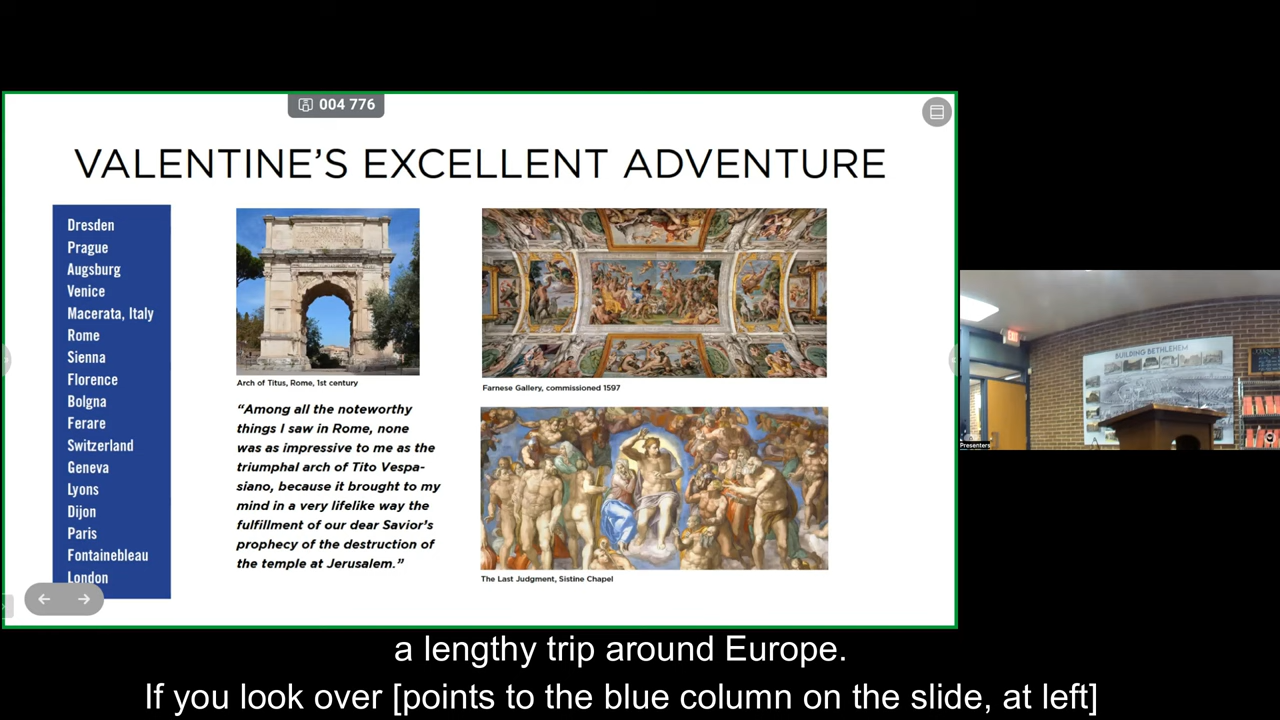 004 776
VALENTINE'S EXCELLENT ADVENTURE
Dresden
Prague
Augsburg
Venice
Macerata, Italy
Rome
Sienna
Florence
Bolgna
Ferare
Switzerland
Geneva
Lyons
Dijon
Paris
Fontainebleau
London
Arch of Titus, Rome, 1st century
“Among all the noteworthy
things I saw in Rome, none
was as impressive to me as the
triumphal arch of Tito Vespa-
siano, because it brought to my
mind in a very lifelike way the
fulfillment of our dear Savior’s
prophecy of the destruction of
the temple at Jerusalem.”
Farnese Gallery, commissioned 1597
The Last Judgment, Sistine Chapel
EXIT
BUILDING BETHLEHEM
Presenters
a lengthy trip around Europe.
If you look over [points to the blue column on the slide, at left]